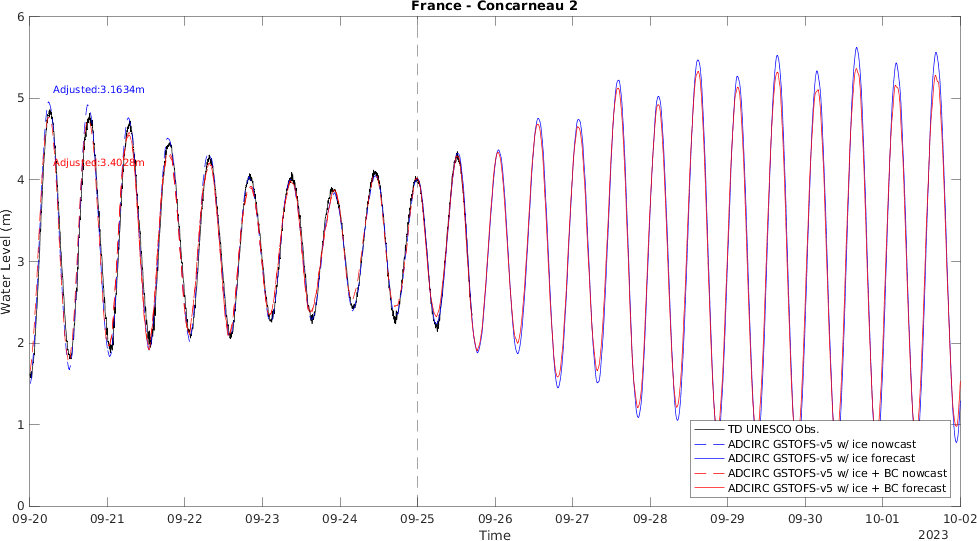 France - Concarneau 2
6
5
4
3
2
1
0
Water Level (m)
Adjusted:3.1634m
Adjusted:3.4028m
TD UNESCO Obs.
ADCIRC GSTOFS-v5 w/ ice nowcast
ADCIRC GSTOFS-v5 w/ ice forecast
ADCIRC GSTOFS-v5 w/ ice + BC nowcast
ADCIRC GSTOFS-v5 w/ ice + BC forecast
09-20 09-21 09-22 09-23 09-24 09-25 09-26 09-27 09-28 09-29 09-30 10-01 10-02
Time
2023